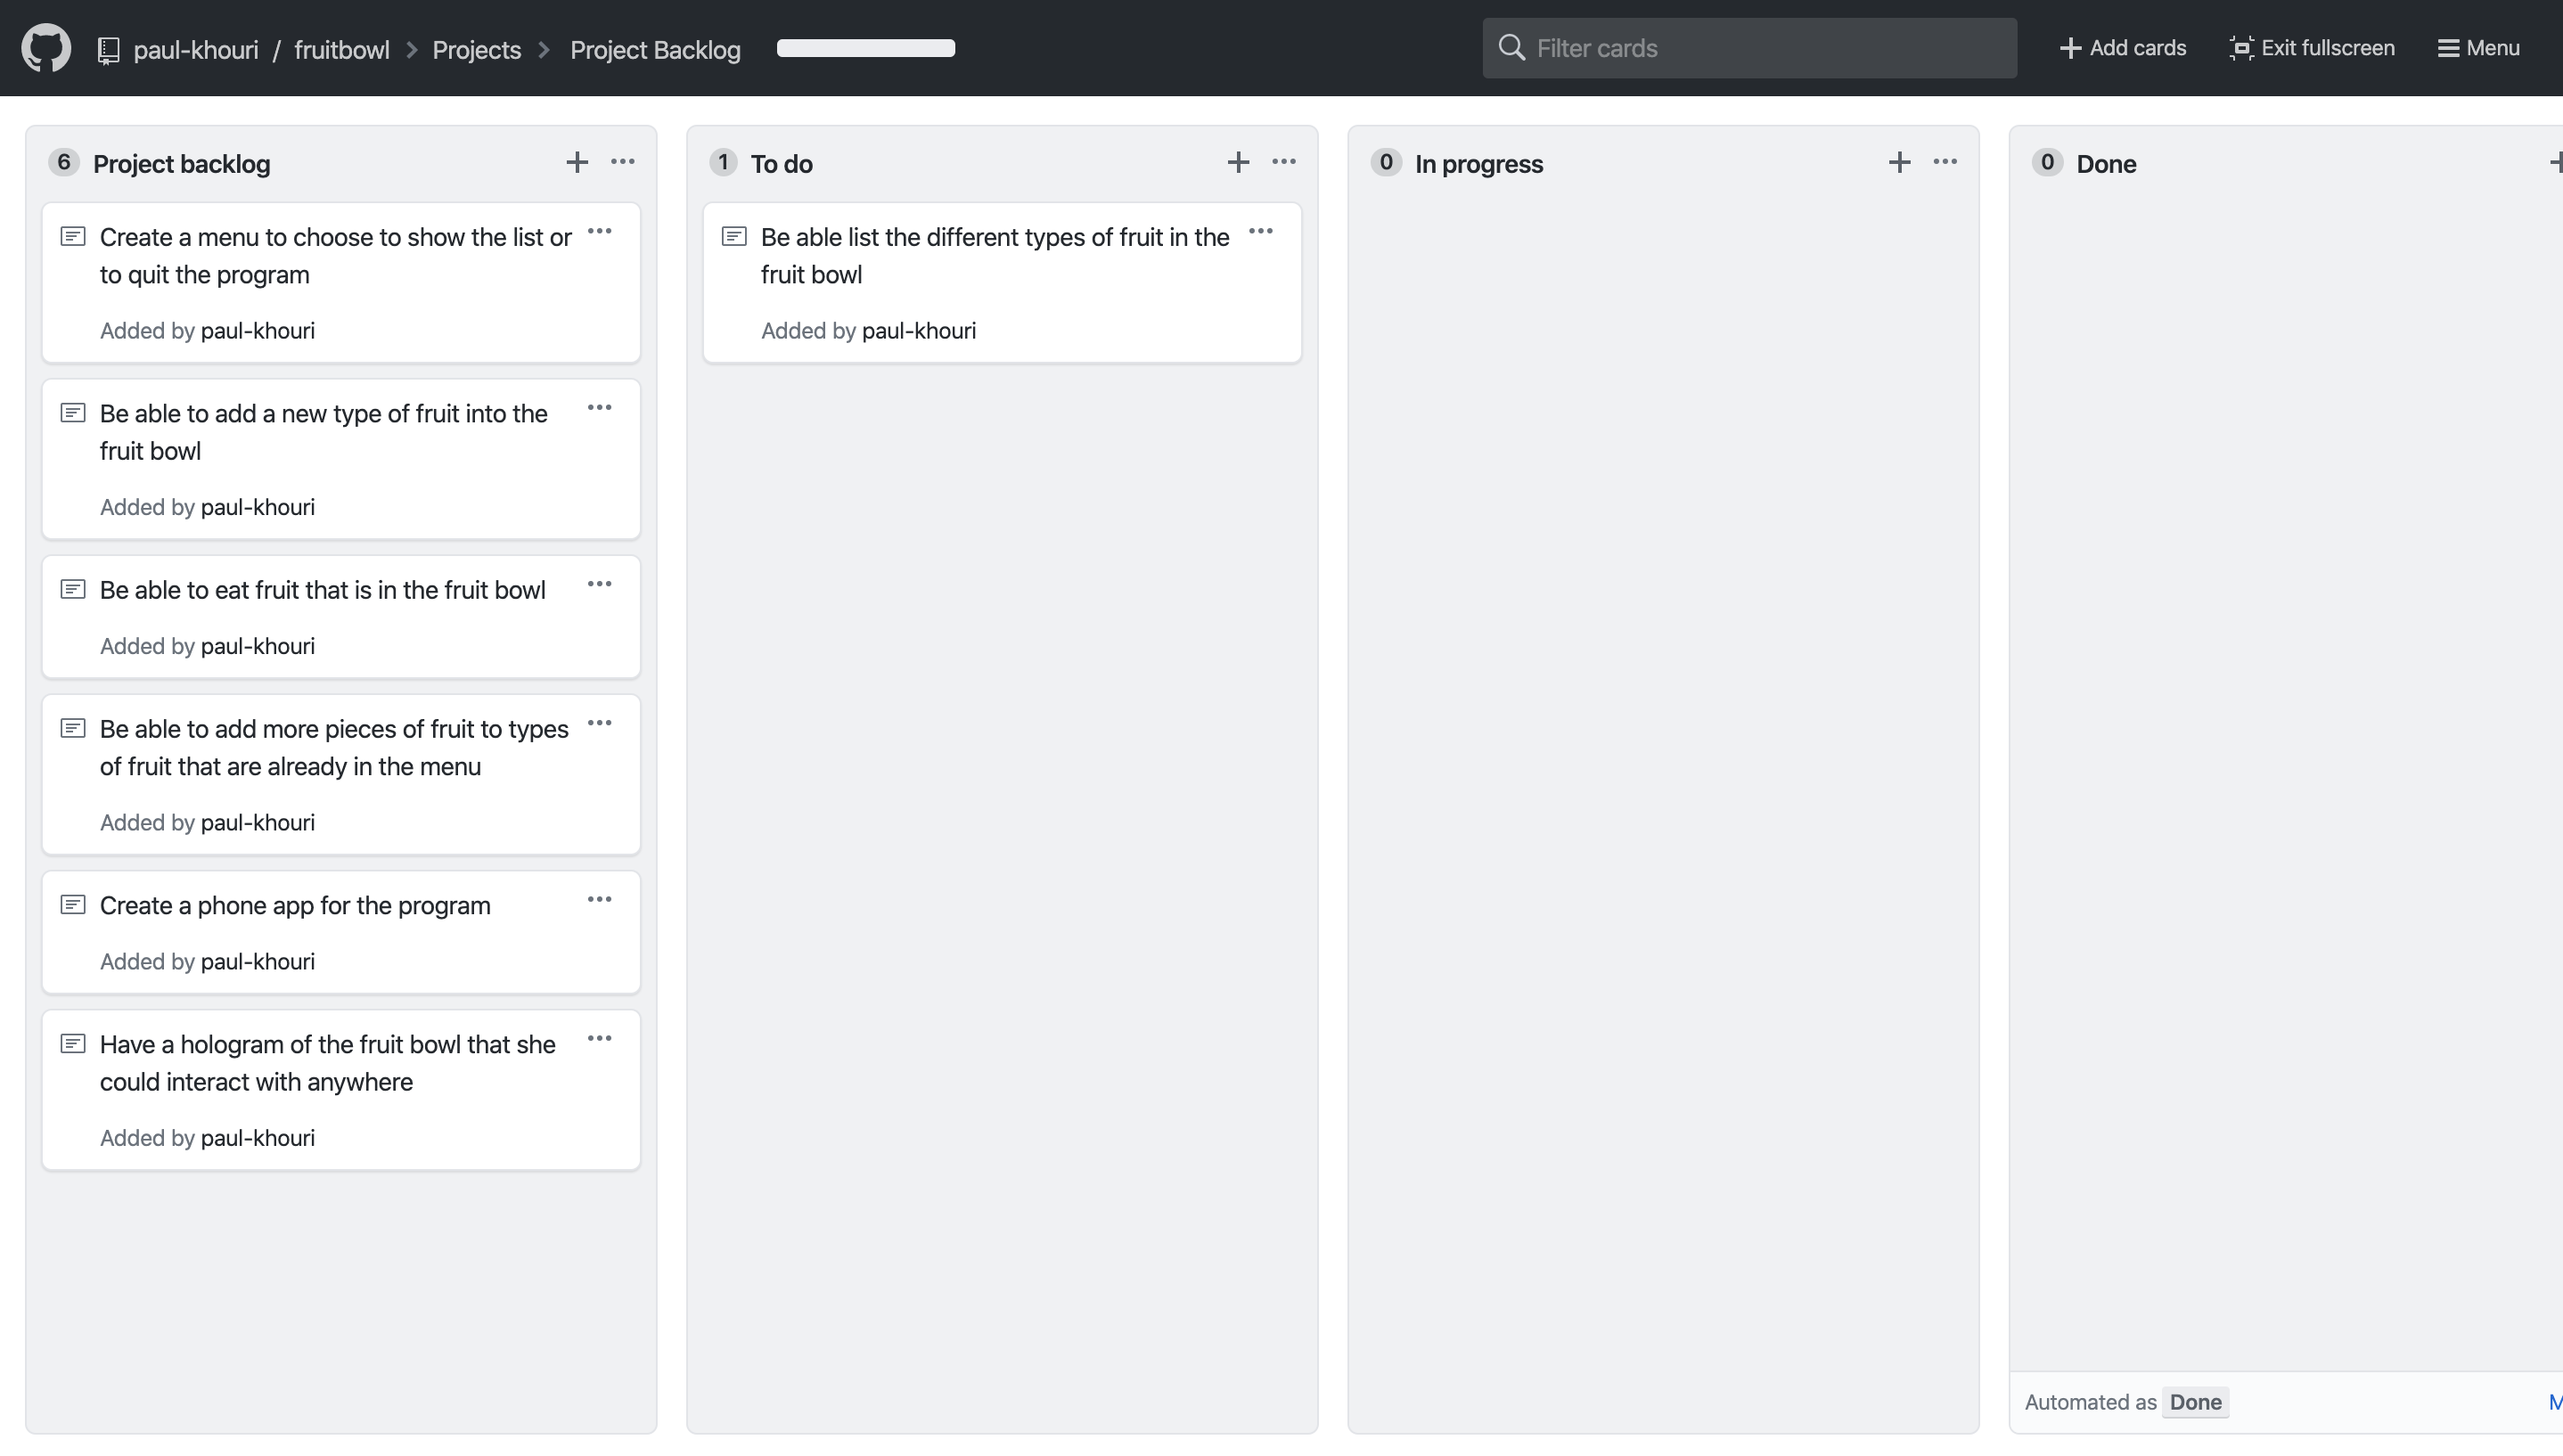 paul-khouri / fruitbowl > Projects > Project Backlog
Filter cards
Add cards
Exit fullscreen
Menu
6 Project backlog
Create a menu to choose to show the list or
to quit the program
Added by paul-khouri
Be able to add a new type of fruit into the
fruit bowl
Added by paul-khouri
Be able to eat fruit that is in the fruit bowl
Added by paul-khouri
Be able to add more pieces of fruit to types
of fruit that are already in the menu
Added by paul-khouri
Create a phone app for the program
Added by paul-khouri
Have a hologram of the fruit bowl that she
could interact with anywhere
Added by paul-khouri
1 To do
Be able list the different types of fruit in the
fruit bowl
Added by paul-khouri
0 In progress
0 Done
Automated as Done